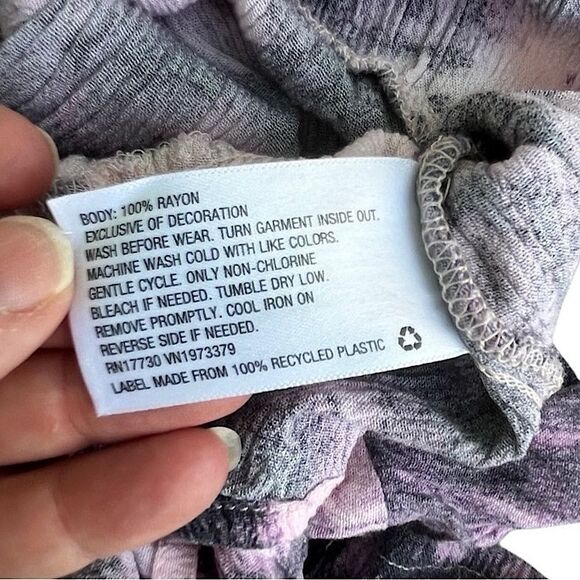 BODY: 100% RAYON
EXCLUSIVE OF DECORATION
WASH BEFORE WEAR. TURN GARMENT INSIDE OUT.
MACHINE WASH COLD WITH LIKE COLORS.
GENTLE CYCLE. ONLY NON-CHLORINE
BLEACH IF NEEDED. TUMBLE DRY LOW.
REMOVE PROMPTLY. COOL IRON ON
REVERSE SIDE IF NEEDED.
RN17730 VN1973379
LABEL MADE FROM 100% RECYCLED PLASTIC